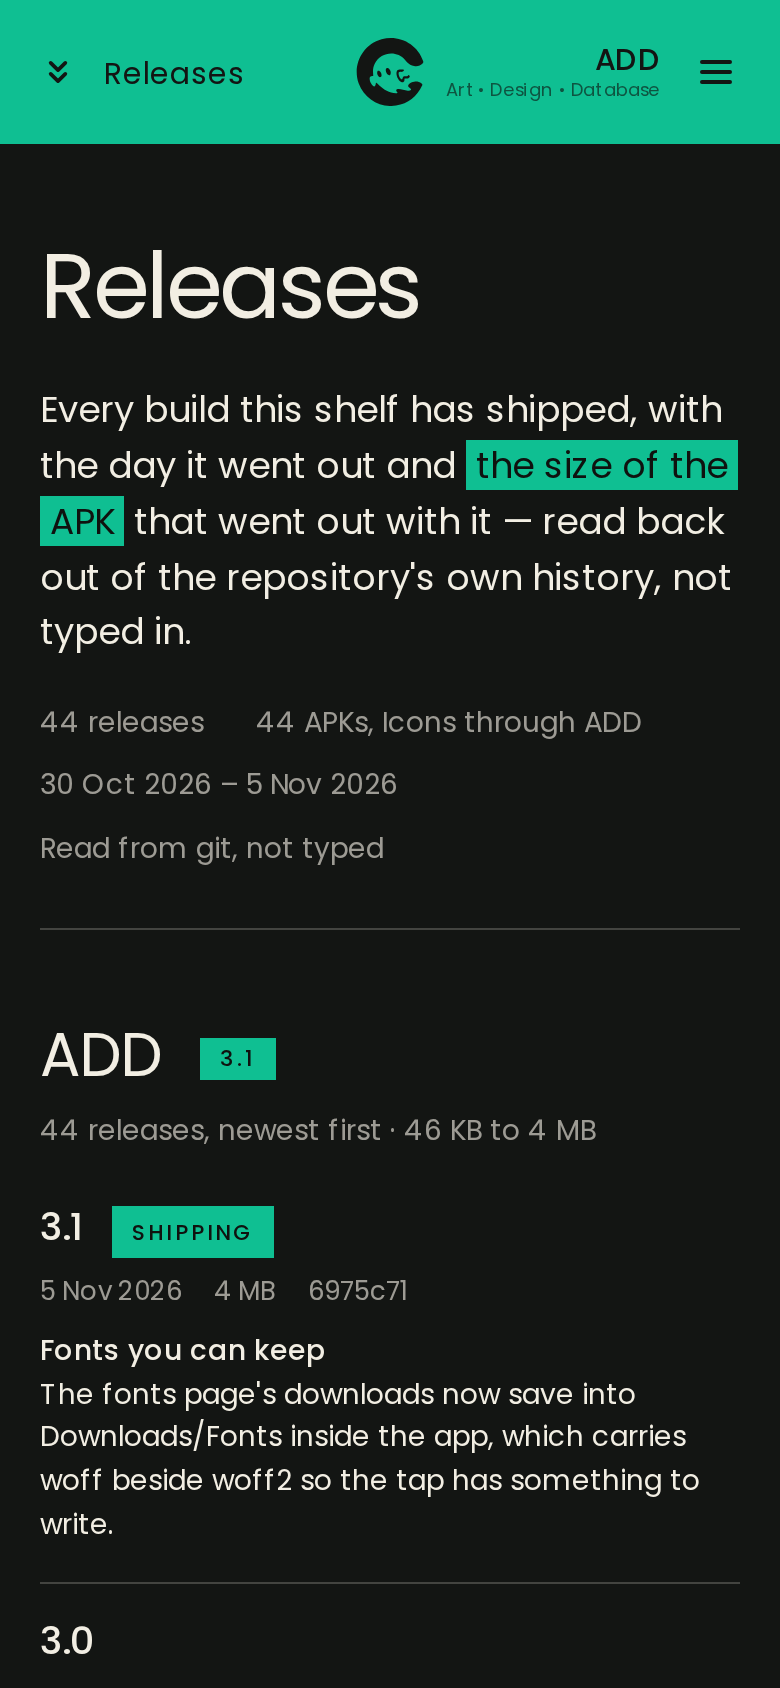 Releases
ADD
Art • Design • Database
Releases
Every build this shelf has shipped, with
the day it went out and the size of the
APK that went out with it — read back
out of the repository's own history, not
typed in.
44 releases 44 APKs, Icons through ADD
30 Oct 2026 – 5 Nov 2026
Read from git, not typed
ADD 3.1
44 releases, newest first · 46 KB to 4 MB
3.1 SHIPPING
5 Nov 2026 4 MB 6975c71
Fonts you can keep
The fonts page's downloads now save into
Downloads/Fonts inside the app, which carries
woff beside woff2 so the tap has something to
write.
3.0